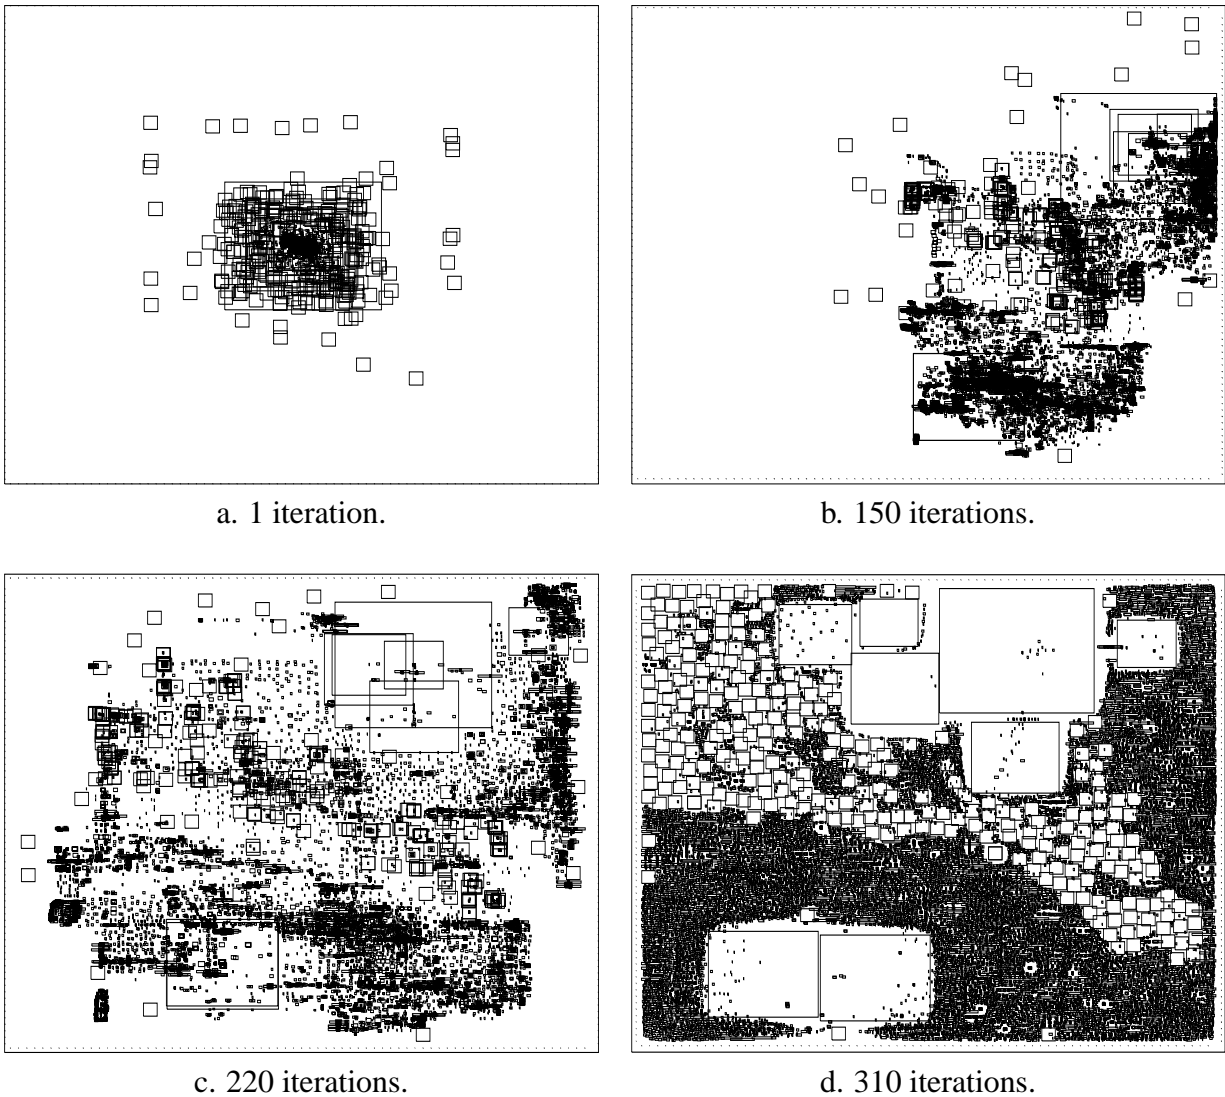 a. 1 iteration.
b. 150 iterations.
c. 220 iterations.
d. 310 iterations.